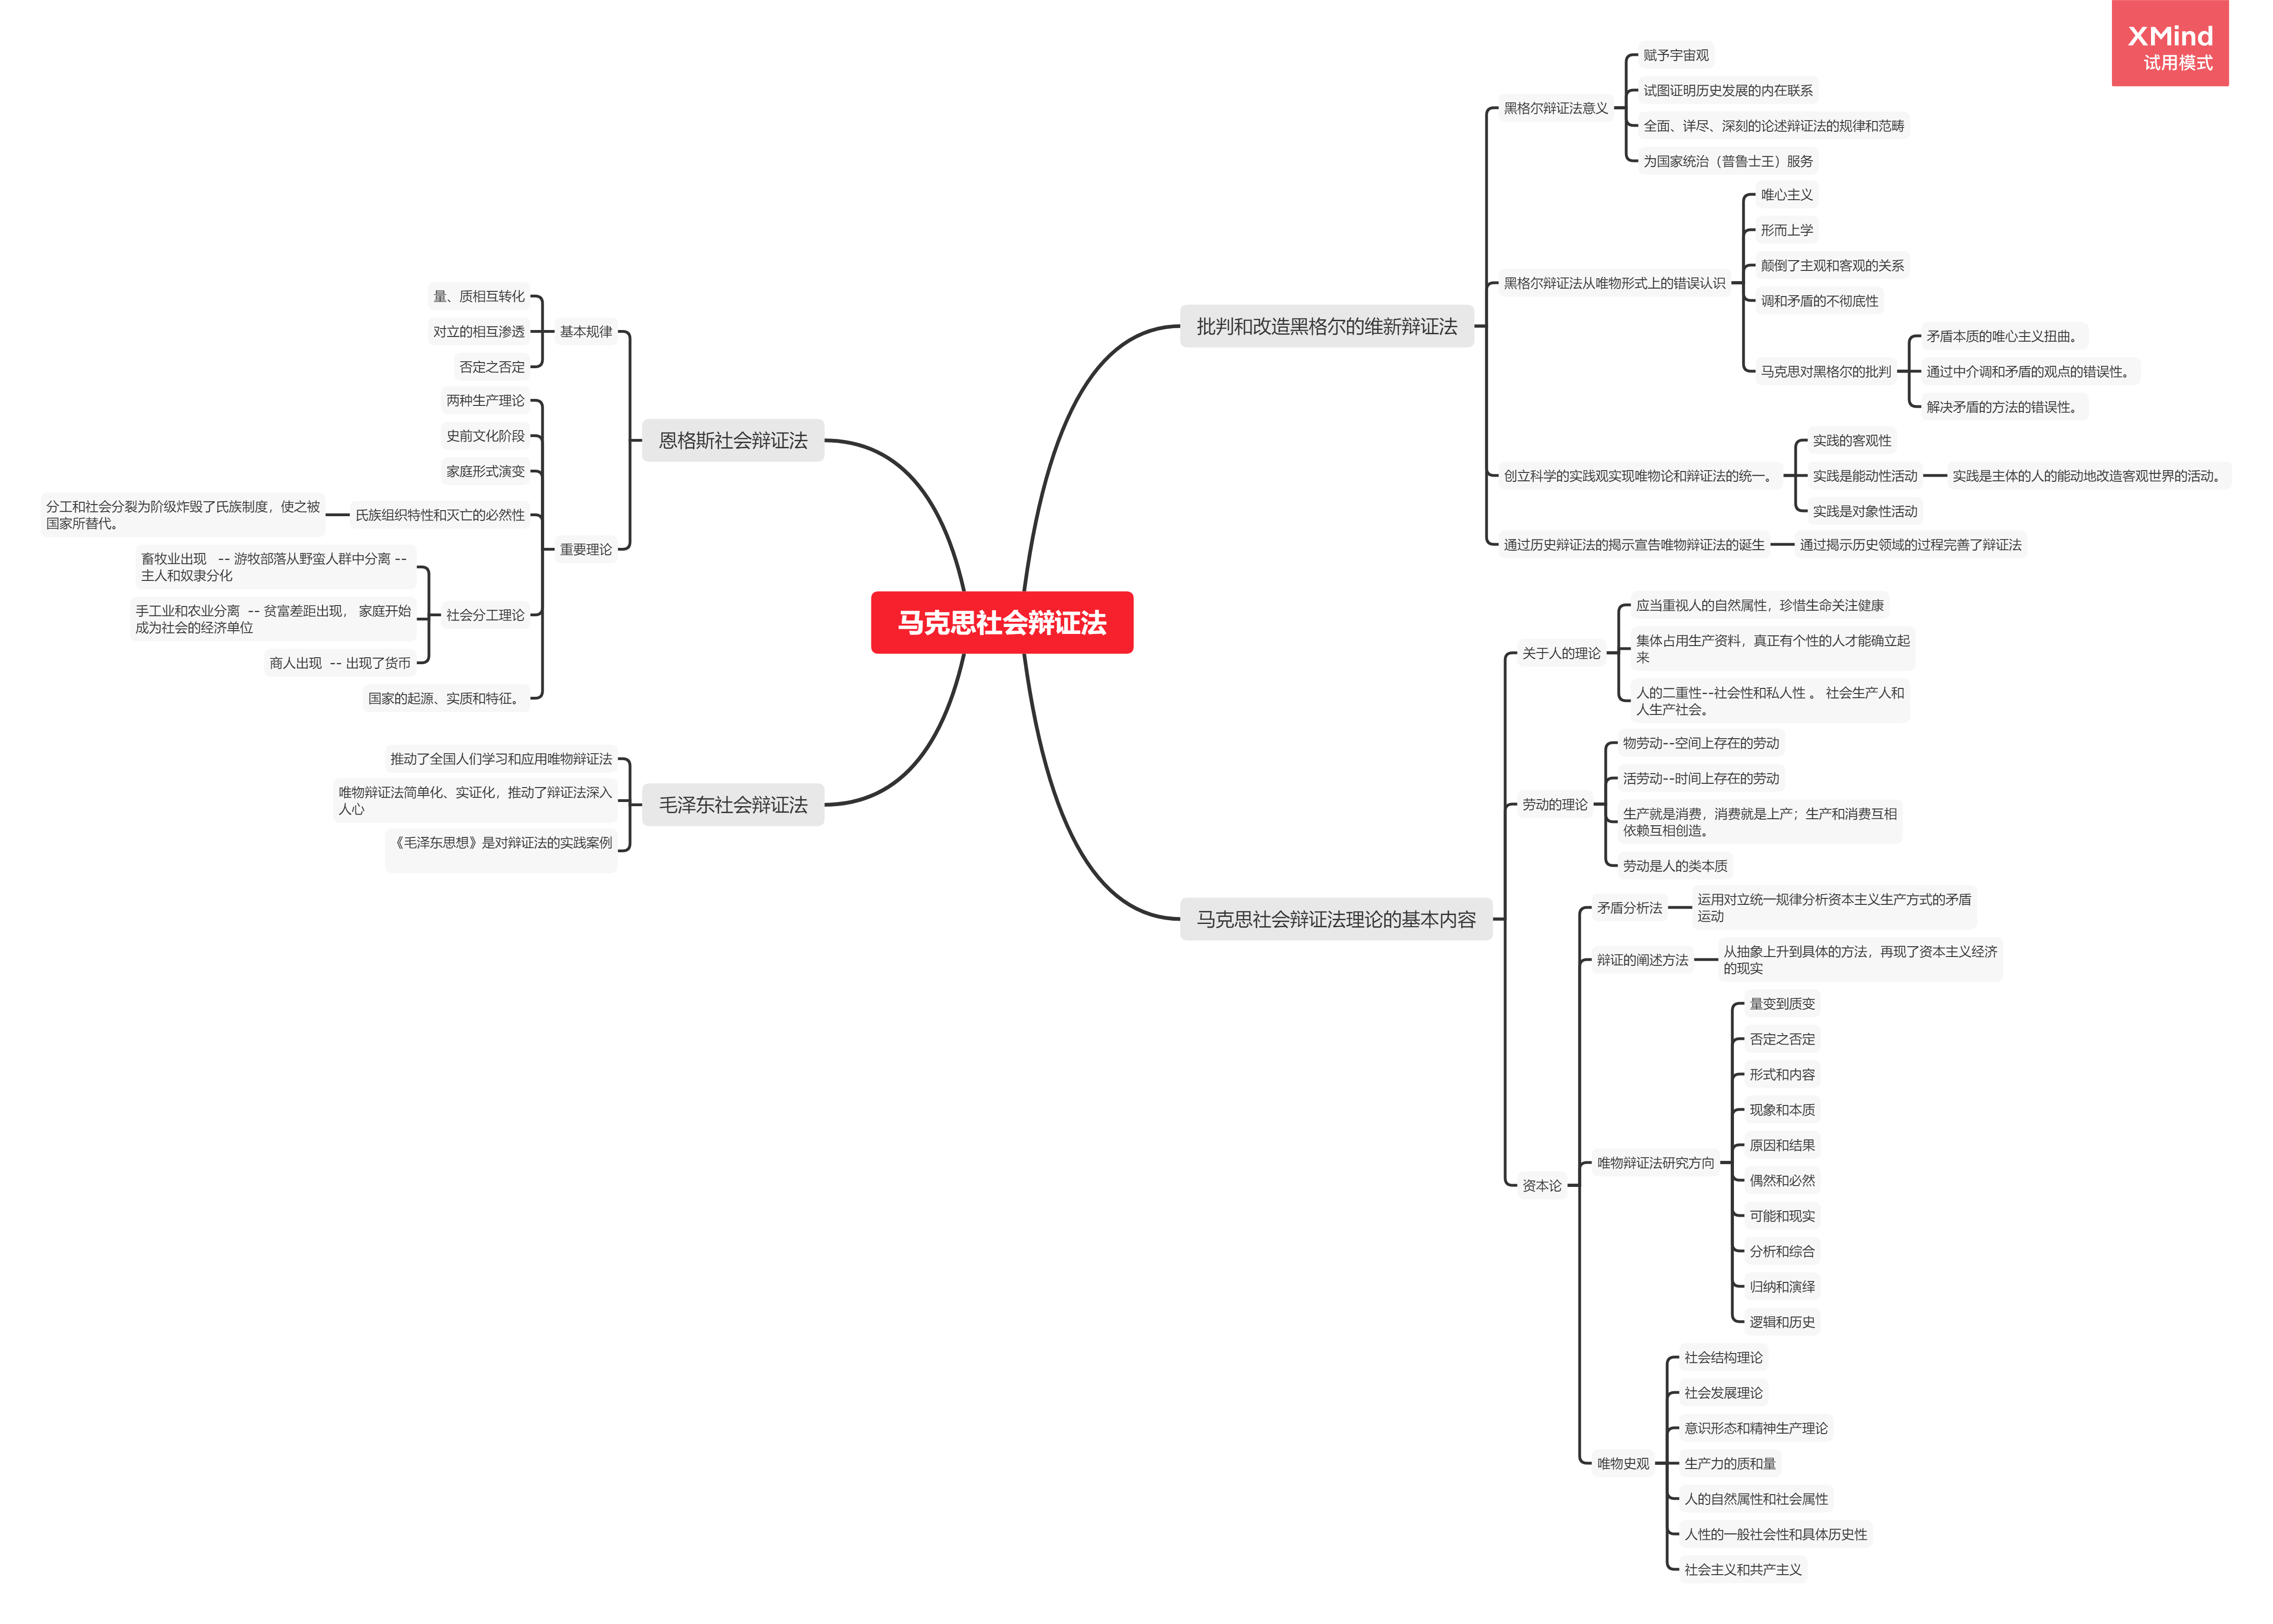 XMind
试用模式
马克思社会辩证法
批判和改造黑格尔的维新辩证法
黑格尔辩证法意义
赋予宇宙观
试图证明历史发展的内在联系
全面、详尽、深刻的论述辩证法的规律和范畴
为国家统治（普鲁士王）服务
黑格尔辩证法从唯物形式上的错误认识
唯心主义
形而上学
颠倒了主观和客观的关系
调和矛盾的不彻底性
马克思对黑格尔的批判
矛盾本质的唯心主义扭曲。
通过中介调和矛盾的观点的错误性。
解决矛盾的方法的错误性。
创立科学的实践观实现唯物论和辩证法的统一。
实践的客观性
实践是能动性活动
实践是主体的人的能动地改造客观世界的活动。
实践是对象性活动
通过历史辩证法的揭示宣告唯物辩证法的诞生
通过揭示历史领域的过程完善了辩证法
马克思社会辩证法理论的基本内容
关于人的理论
应当重视人的自然属性，珍惜生命关注健康
集体占用生产资料，真正有个性的人才能确立起
来
人的二重性--社会性和私人性 。 社会生产人和
人生产社会。
劳动的理论
物劳动--空间上存在的劳动
活劳动--时间上存在的劳动
生产就是消费，消费就是上产；生产和消费互相
依赖互相创造。
劳动是人的类本质
资本论
矛盾分析法
运用对立统一规律分析资本主义生产方式的矛盾
运动
辩证的阐述方法
从抽象上升到具体的方法，再现了资本主义经济
的现实
唯物辩证法研究方向
量变到质变
否定之否定
形式和内容
现象和本质
原因和结果
偶然和必然
可能和现实
分析和综合
归纳和演绎
逻辑和历史
唯物史观
社会结构理论
社会发展理论
意识形态和精神生产理论
生产力的质和量
人的自然属性和社会属性
人性的一般社会性和具体历史性
社会主义和共产主义
恩格斯社会辩证法
基本规律
量、质相互转化
对立的相互渗透
否定之否定
重要理论
两种生产理论
史前文化阶段
家庭形式演变
氏族组织特性和灭亡的必然性
分工和社会分裂为阶级炸毁了氏族制度，使之被
国家所替代。
社会分工理论
畜牧业出现 -- 游牧部落从野蛮人群中分离 --
主人和奴隶分化
手工业和农业分离 -- 贫富差距出现， 家庭开始
成为社会的经济单位
商人出现 -- 出现了货币
国家的起源、实质和特征。
毛泽东社会辩证法
推动了全国人们学习和应用唯物辩证法
唯物辩证法简单化、实证化，推动了辩证法深入
人心
《毛泽东思想》是对辩证法的实践案例